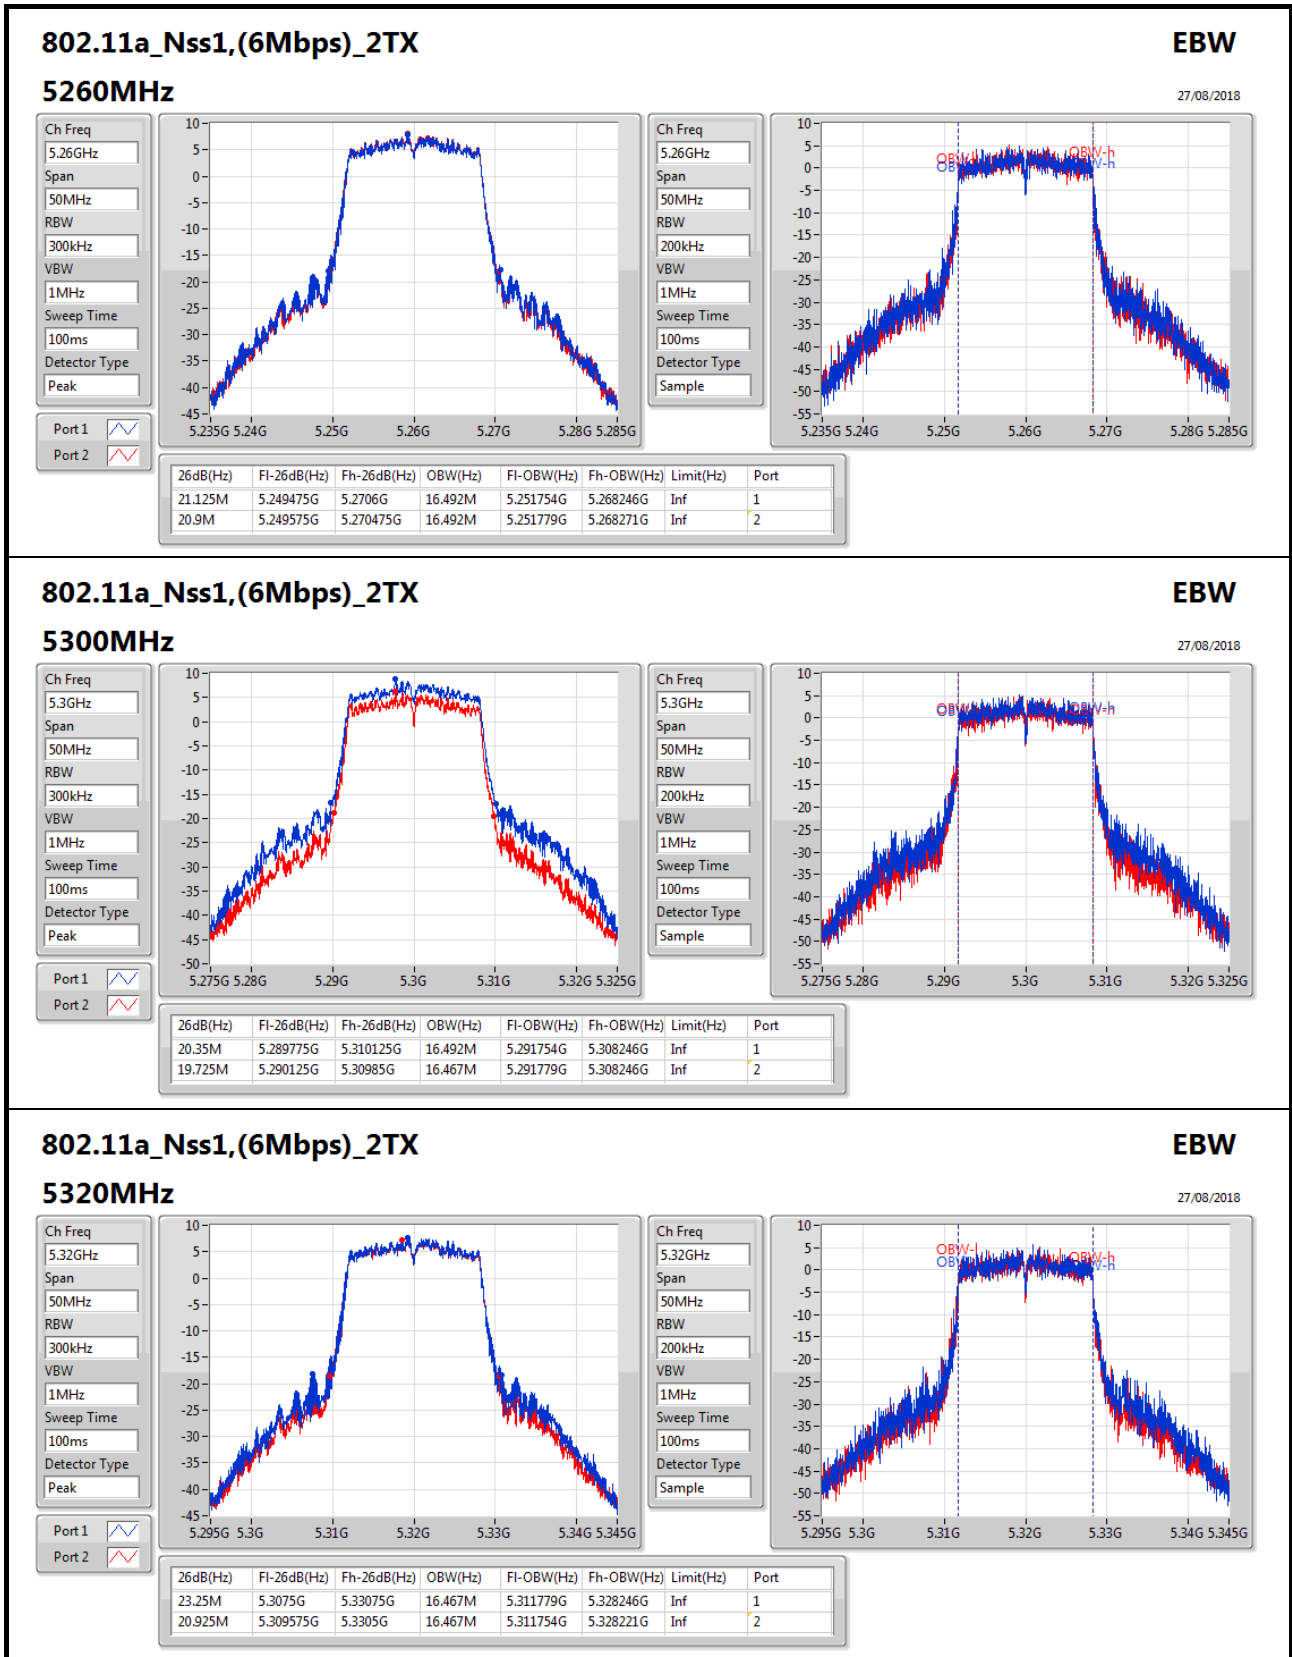 802.11a_Nss1,(6Mbps)_2TX EBW
5260MHz 27/08/2018
Ch Freq
5.26GHz
Span
50MHz
RBW
300kHz
VBW
1MHz
Sweep Time
100ms
Detector Type
Peak
Port 1
Port 2
10
5
0
-5
-10
-15
-20
-25
-30
-35
-40
-45
5.235G 5.24G 5.25G 5.26G 5.27G 5.28G 5.285G
Ch Freq
5.26GHz
Span
50MHz
RBW
200kHz
VBW
1MHz
Sweep Time
100ms
Detector Type
Sample
10
5
0
-5
-10
-15
-20
-25
-30
-35
-40
-45
-50
-55
OBW-h
5.235G 5.24G 5.25G 5.26G 5.27G 5.28G 5.285G
26dB(Hz) Fl-26dB(Hz) Fh-26dB(Hz) OBW(Hz) Fl-OBW(Hz) Fh-OBW(Hz) Limit(Hz) Port
21.125M 5.249475G 5.2706G 16.492M 5.251754G 5.268246G Inf 1
20.9M 5.249575G 5.270475G 16.492M 5.251779G 5.268271G Inf 2
802.11a_Nss1,(6Mbps)_2TX EBW
5300MHz 27/08/2018
Ch Freq
5.3GHz
Span
50MHz
RBW
300kHz
VBW
1MHz
Sweep Time
100ms
Detector Type
Peak
Port 1
Port 2
10
5
0
-5
-10
-15
-20
-25
-30
-35
-40
-45
-50
5.275G 5.28G 5.29G 5.3G 5.31G 5.32G 5.325G
Ch Freq
5.3GHz
Span
50MHz
RBW
200kHz
VBW
1MHz
Sweep Time
100ms
Detector Type
Sample
10
5
0
-5
-10
-15
-20
-25
-30
-35
-40
-45
-50
-55
5.275G 5.28G 5.29G 5.3G 5.31G 5.32G 5.325G
26dB(Hz) Fl-26dB(Hz) Fh-26dB(Hz) OBW(Hz) Fl-OBW(Hz) Fh-OBW(Hz) Limit(Hz) Port
20.35M 5.289775G 5.310125G 16.492M 5.291754G 5.308246G Inf 1
19.725M 5.290125G 5.30985G 16.467M 5.291779G 5.308246G Inf 2
802.11a_Nss1,(6Mbps)_2TX EBW
5320MHz 27/08/2018
Ch Freq
5.32GHz
Span
50MHz
RBW
300kHz
VBW
1MHz
Sweep Time
100ms
Detector Type
Peak
Port 1
Port 2
10
5
0
-5
-10
-15
-20
-25
-30
-35
-40
-45
5.295G 5.3G 5.31G 5.32G 5.33G 5.34G 5.345G
Ch Freq
5.32GHz
Span
50MHz
RBW
200kHz
VBW
1MHz
Sweep Time
100ms
Detector Type
Sample
10
5
0
-5
-10
-15
-20
-25
-30
-35
-40
-45
-50
-55
OBW-l
OBW-h
5.295G 5.3G 5.31G 5.32G 5.33G 5.34G 5.345G
26dB(Hz) Fl-26dB(Hz) Fh-26dB(Hz) OBW(Hz) Fl-OBW(Hz) Fh-OBW(Hz) Limit(Hz) Port
23.25M 5.3075G 5.33075G 16.467M 5.311779G 5.328246G Inf 1
20.925M 5.309575G 5.3305G 16.467M 5.311754G 5.328221G Inf 2